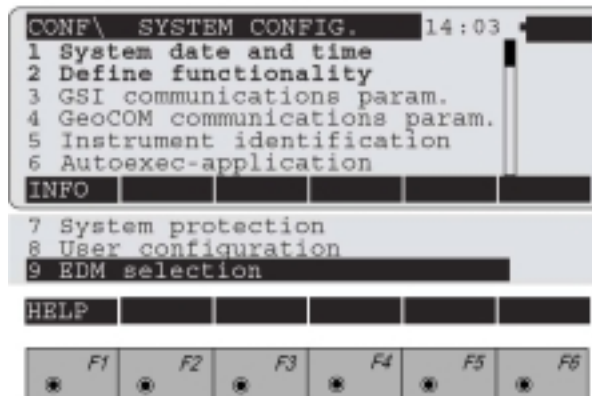 CONF\ SYSTEM CONFIG. 14:03
1 System date and time
2 Define functionality
3 GSI communications param.
4 GeoCOM communications param.
5 Instrument identification
6 Autoexec-application
INFO
7 System protection
8 User configuration
9 EDM selection
HELP
F1 F2 F3 F4 F5 F6